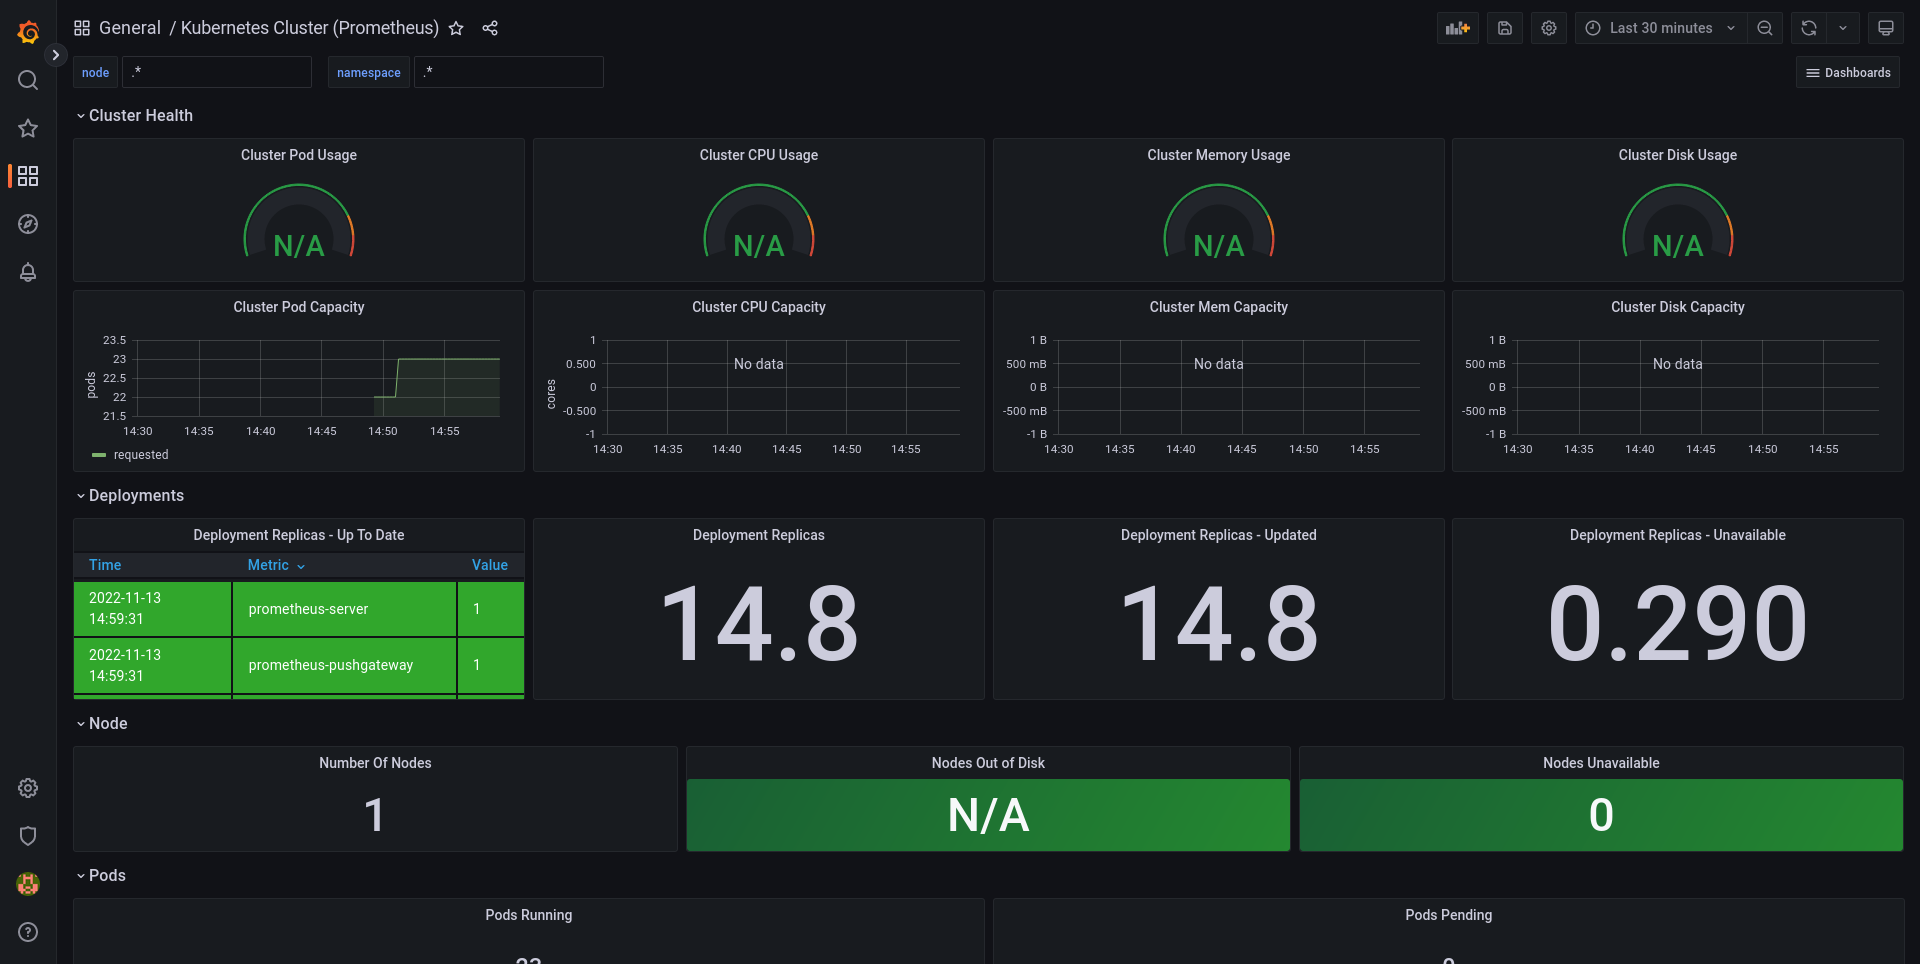 General / Kubernetes Cluster (Prometheus)
Last 30 minutes
node .* namespace .*
Dashboards
Cluster Health
Cluster Pod Usage
N/A
Cluster CPU Usage
N/A
Cluster Memory Usage
N/A
Cluster Disk Usage
N/A
Cluster Pod Capacity
23.5
23
22.5
22
21.5
pods
14:30 14:35 14:40 14:45 14:50 14:55
requested
Cluster CPU Capacity
1
0.500
0
-0.500
-1
cores
No data
14:30 14:35 14:40 14:45 14:50 14:55
Cluster Mem Capacity
1 B
500 mB
0 B
-500 mB
-1 B
No data
14:30 14:35 14:40 14:45 14:50 14:55
Cluster Disk Capacity
1 B
500 mB
0 B
-500 mB
-1 B
No data
14:30 14:35 14:40 14:45 14:50 14:55
Deployments
Deployment Replicas - Up To Date
Time Metric Value
2022-11-13
14:59:31
prometheus-server
1
2022-11-13
14:59:31
prometheus-pushgateway
1
Deployment Replicas
14.8
Deployment Replicas - Updated
14.8
Deployment Replicas - Unavailable
0.290
Node
Number Of Nodes
1
Nodes Out of Disk
N/A
Nodes Unavailable
0
Pods
Pods Running
Pods Pending